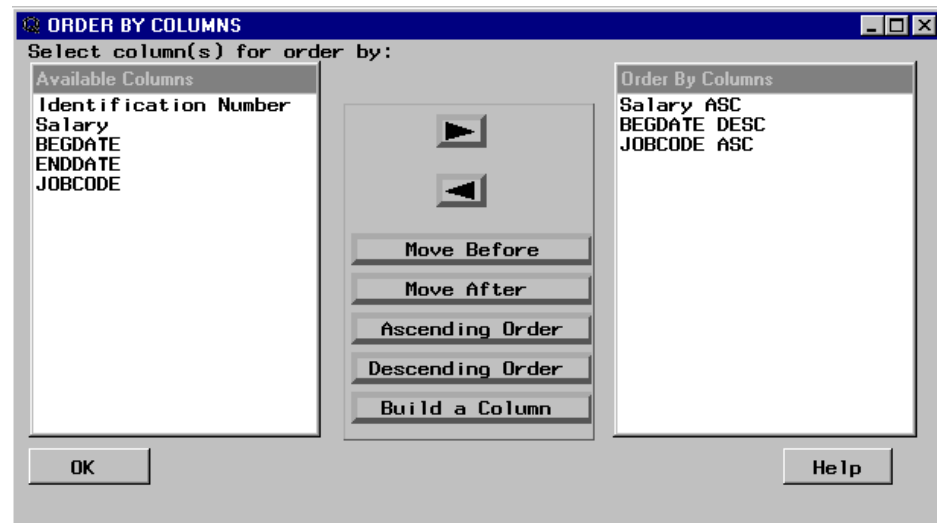 ORDER BY COLUMNS
Select column(s) for order by:
Available Columns
Identification Number
Salary
BEGDATE
ENDDATE
JOBCODE
Move Before
Move After
Ascending Order
Descending Order
Build a Column
Order By Columns
Salary ASC
BEGDATE DESC
JOBCODE ASC
OK
Help